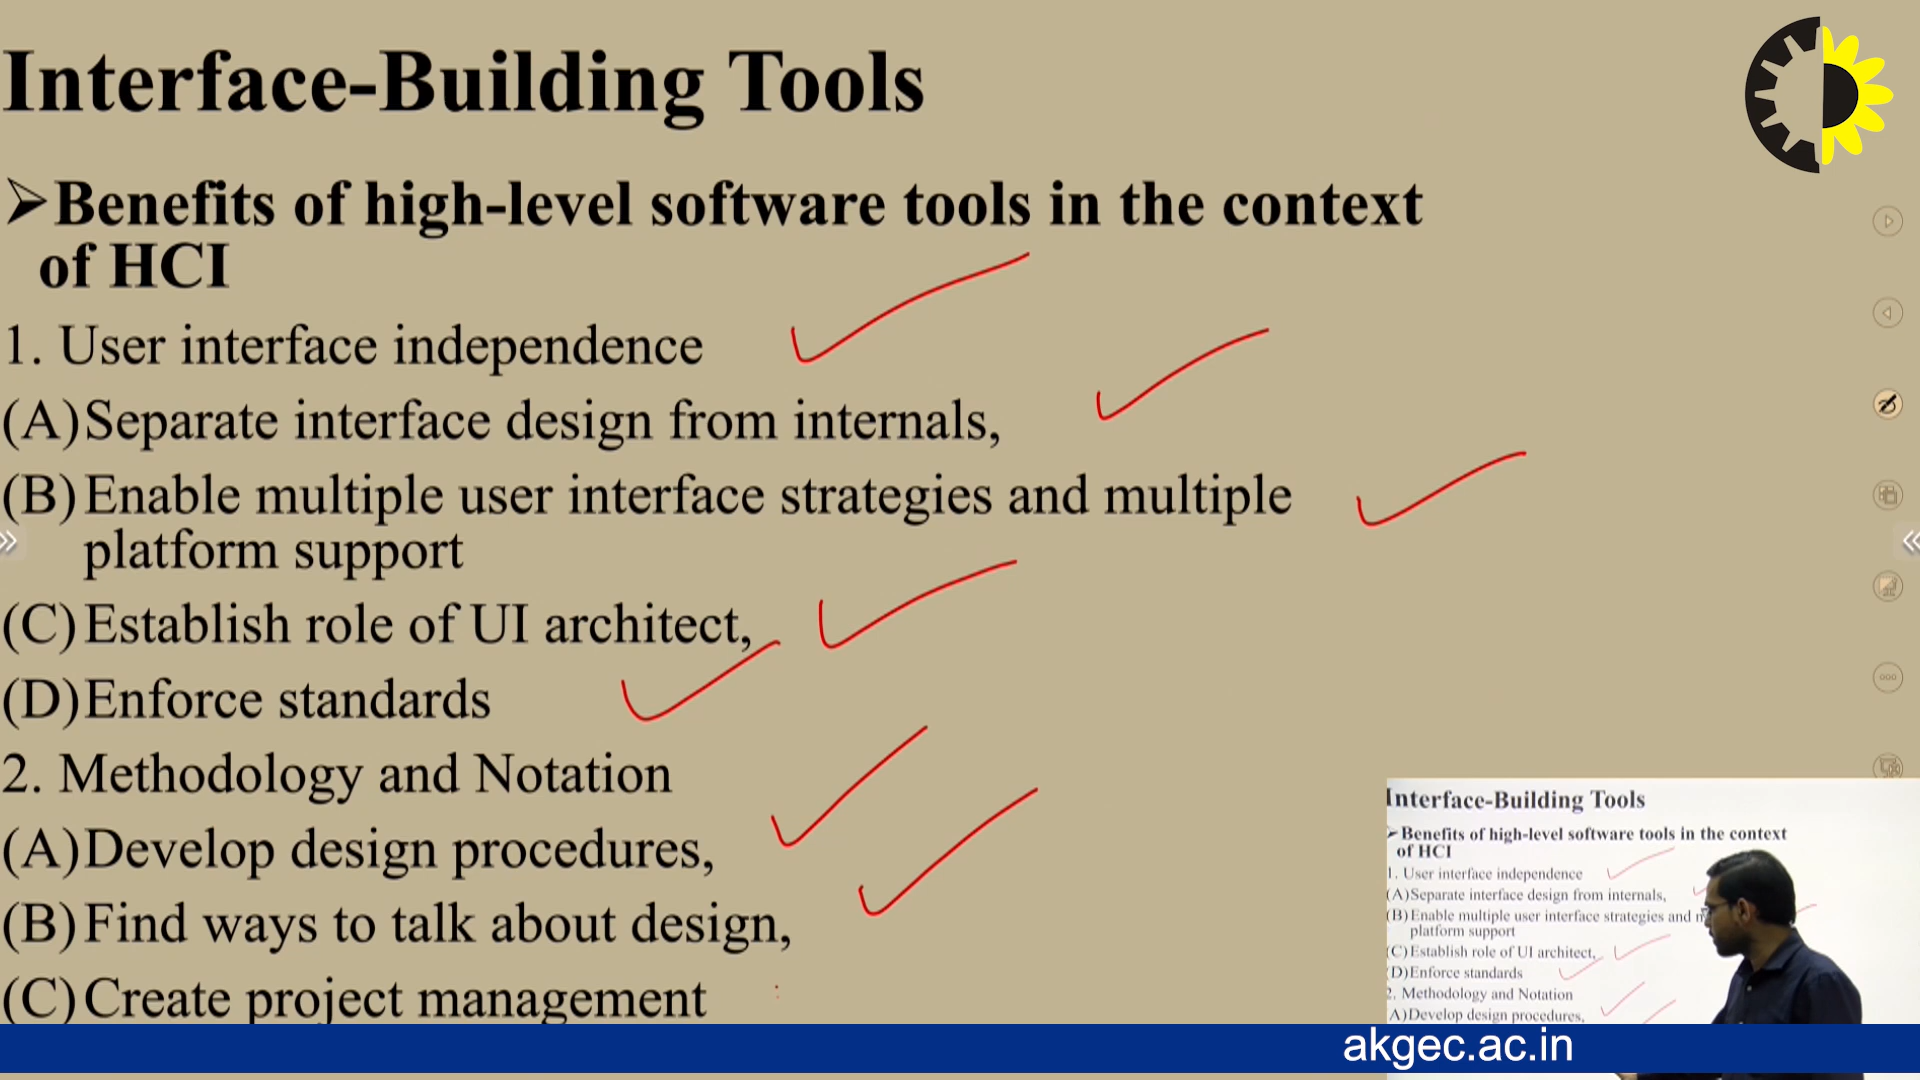 Interface-Building Tools
➢Benefits of high-level software tools in the context
of HCI
1. User interface independence
(A)Separate interface design from internals,
(B)Enable multiple user interface strategies and multiple
platform support
(C)Establish role of UI architect,
(D)Enforce standards
2. Methodology and Notation
(A)Develop design procedures,
(B)Find ways to talk about design,
(C)Create project management
Interface-Building Tools
➢Benefits of high-level software tools in the context
of HCI
1. User interface independence
(A)Separate interface design from internals,
(B)Enable multiple user interface strategies and
platform support
(C)Establish role of UI architect,
(D)Enforce standards
2. Methodology and Notation
A)Develop design procedures,
akgec.ac.in